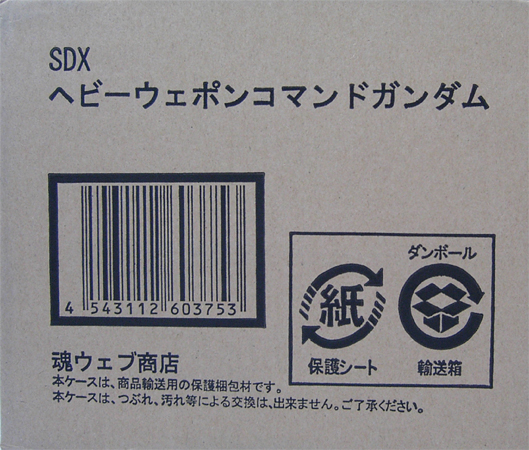 SDX
ヘビーウェポンコマンドガンダム
4 543112 603753
ダンボール
紙
保護シート
輸送箱
魂ウェブ商店
本ケースは、商品輸送用の保護梱包材です。
本ケースは、つぶれ、汚れ等による交換は、出来ません。ご了承ください。